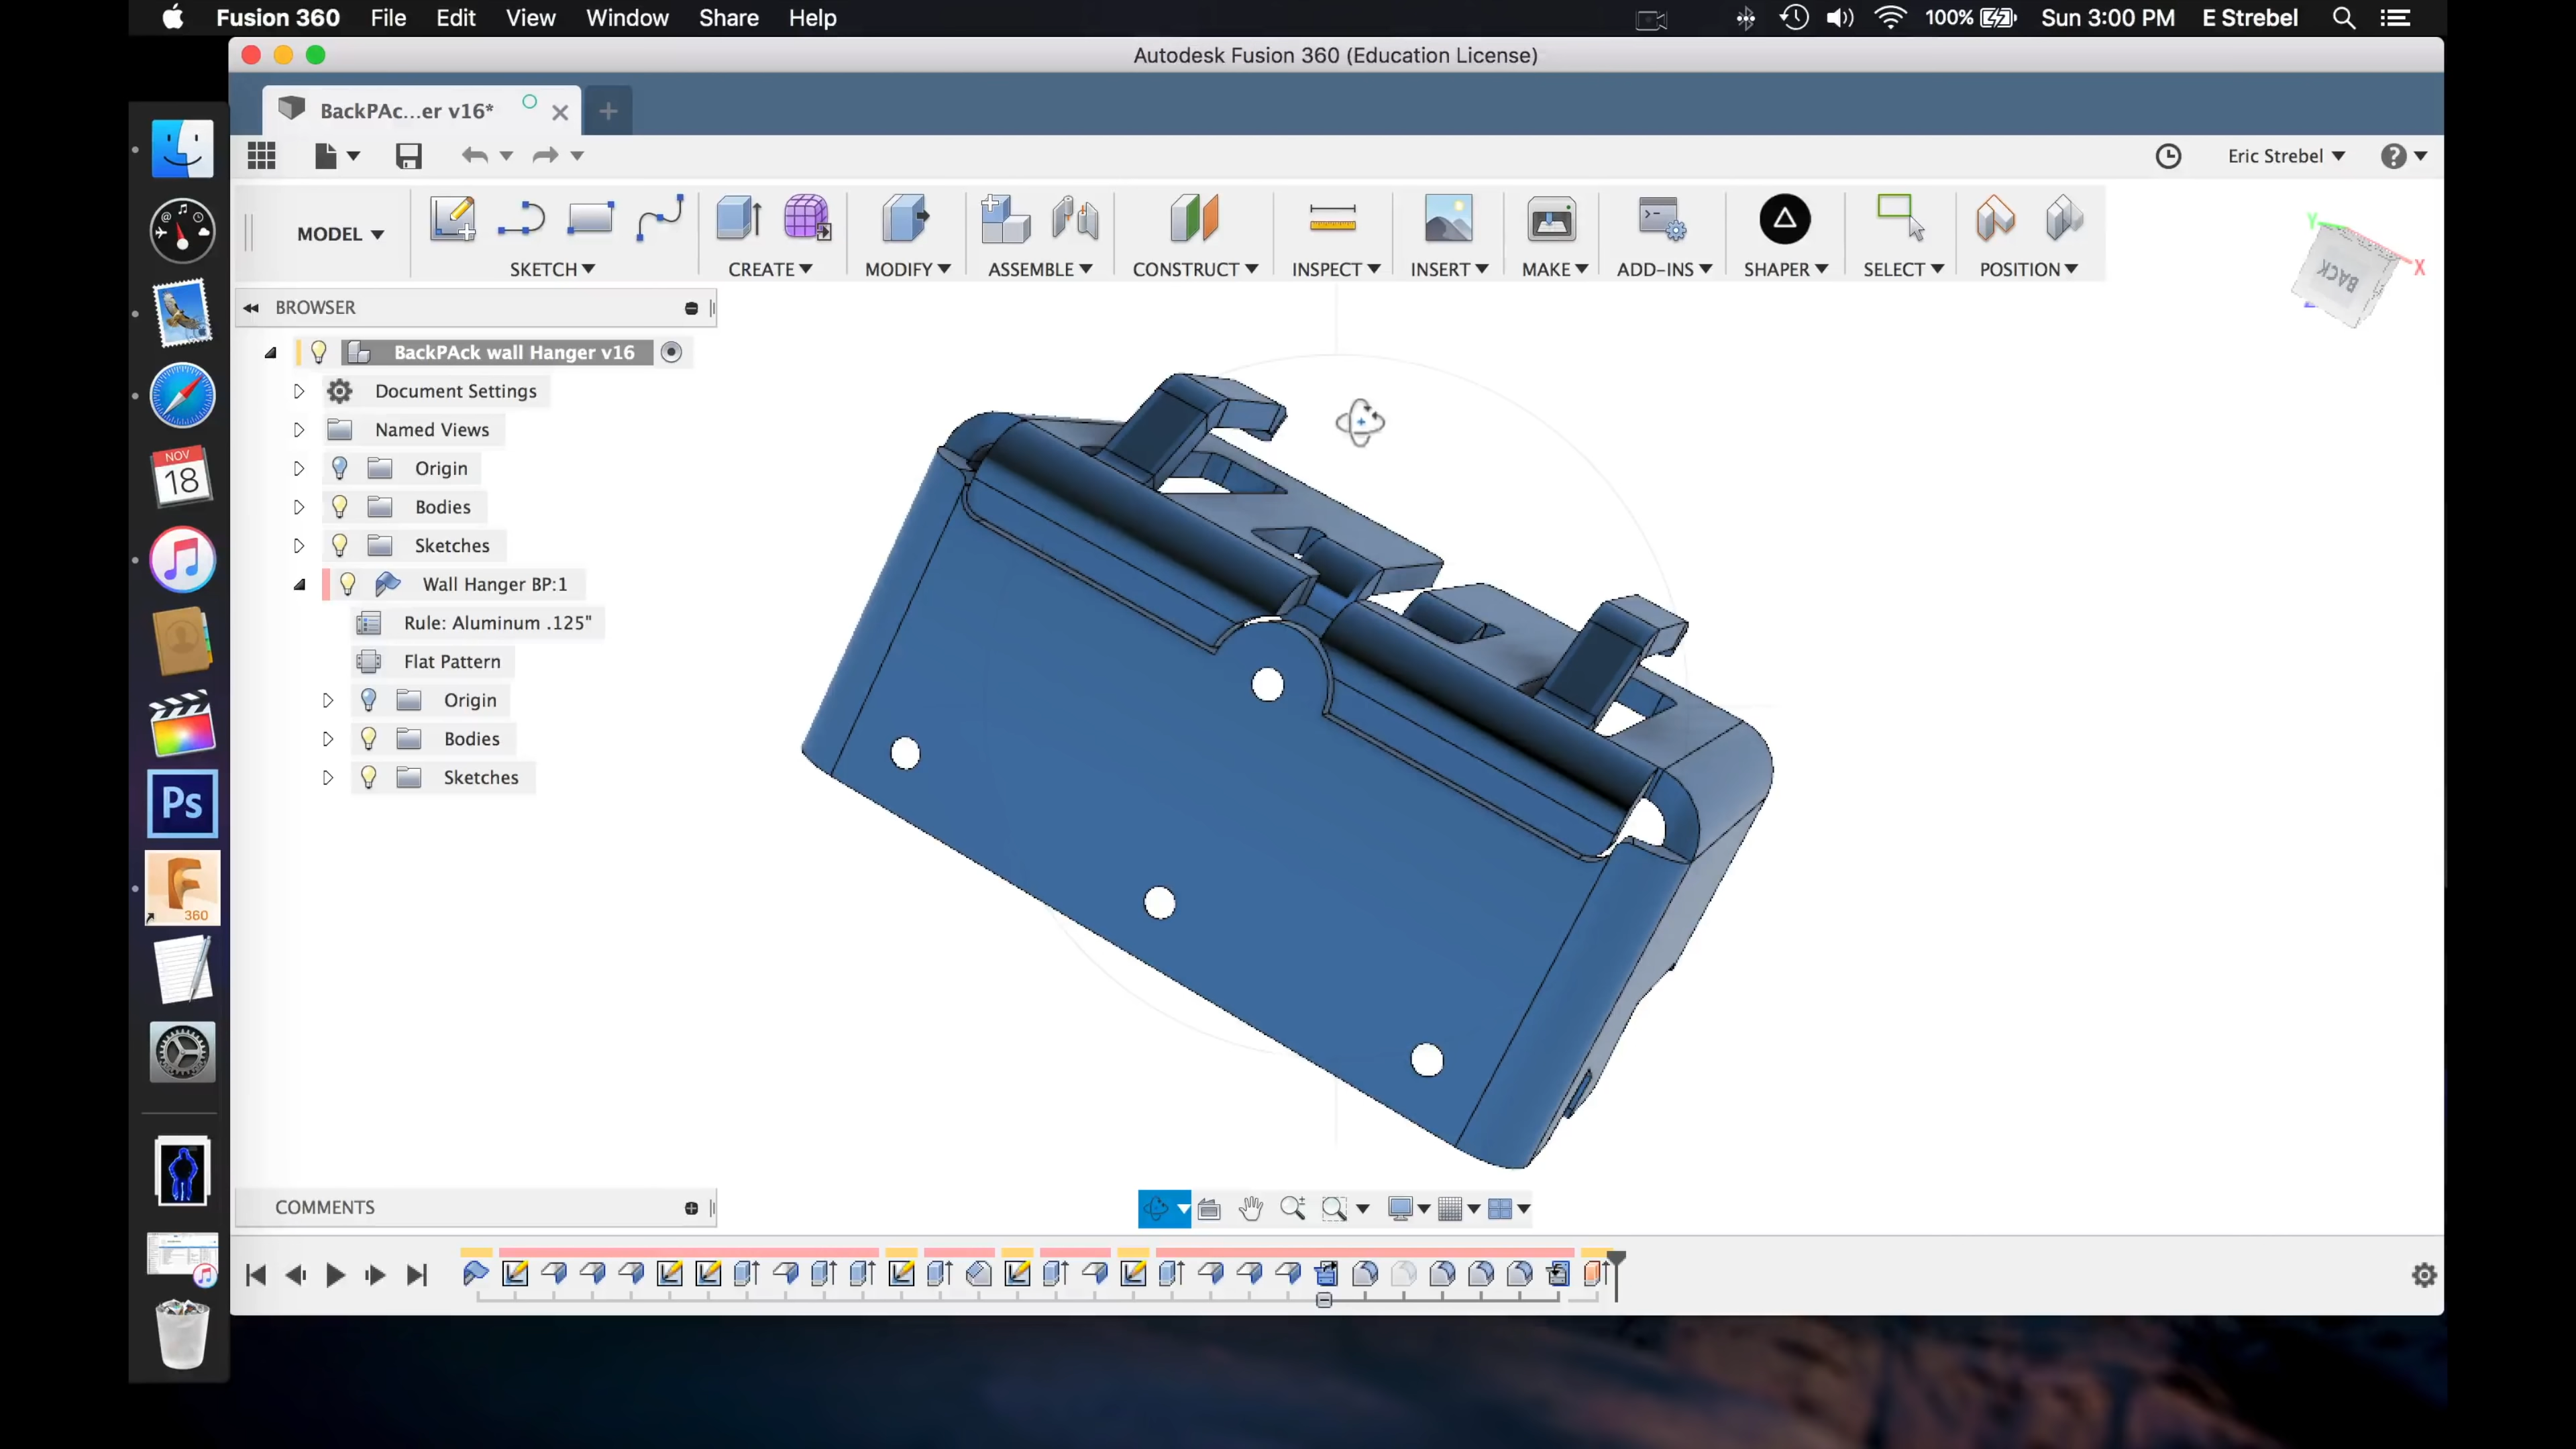 Fusion 360 File Edit View Window Share Help 100% Sun 3:00 PM E Strebel
Autodesk Fusion 360 (Education License)
BackPAc...er v16*
Eric Strebel
MODEL
SKETCH CREATE MODIFY ASSEMBLE CONSTRUCT INSPECT INSERT MAKE ADD-INS SHAPER SELECT POSITION
Y
X
BACK
BROWSER
BackPAck wall Hanger v16
Document Settings
Named Views
Origin
NOV
18
Bodies
Sketches
Wall Hanger BP:1
Rule: Aluminum .125"
Flat Pattern
Origin
Bodies
Sketches
Ps
F
360
COMMENTS